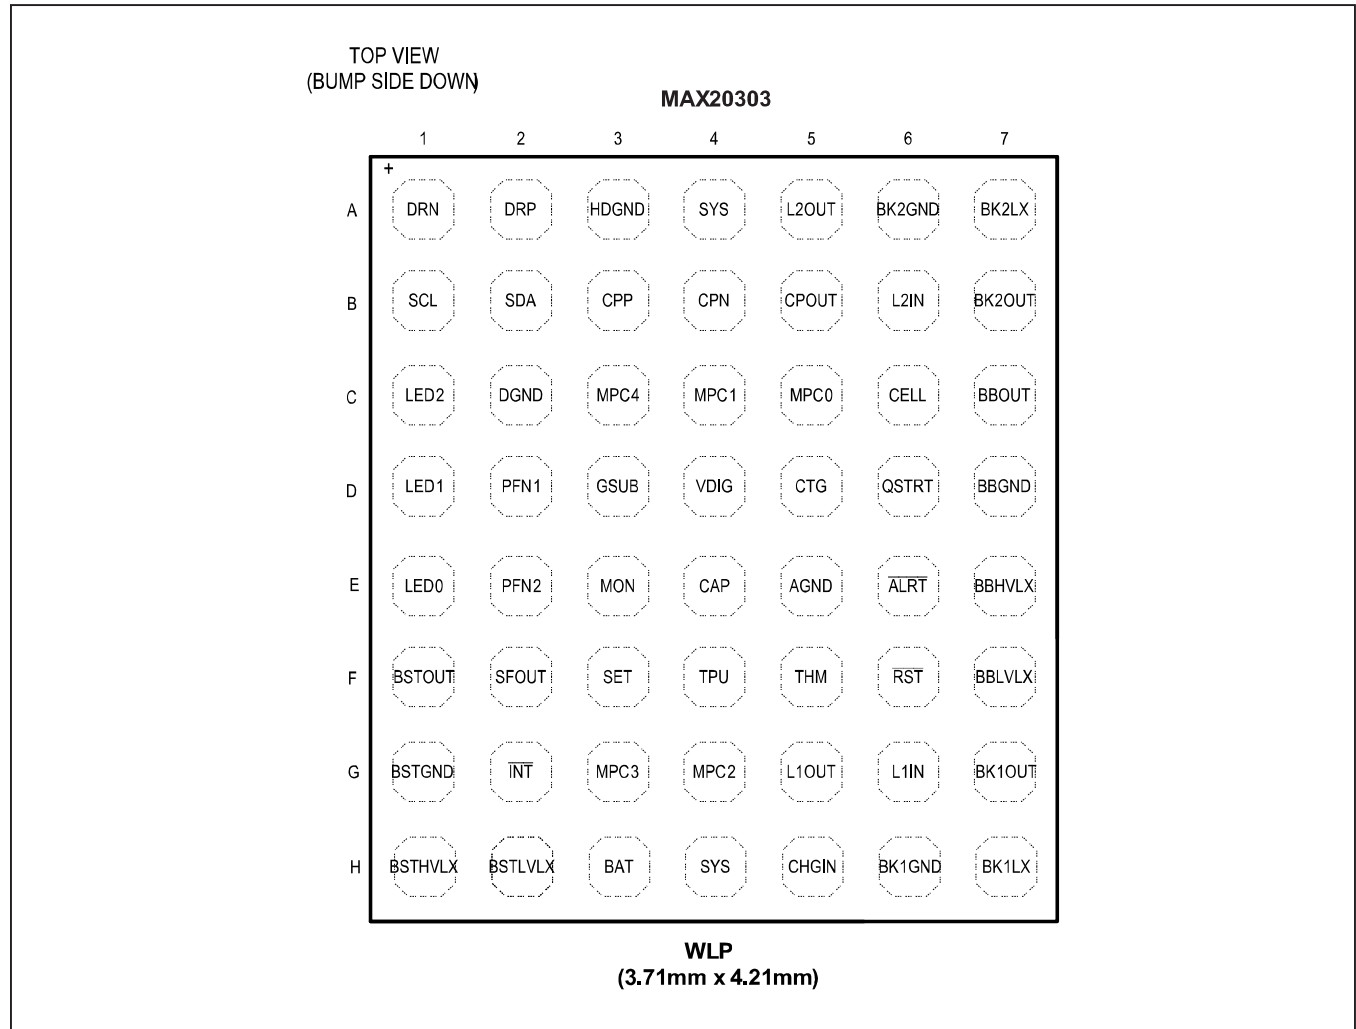 TOP VIEW
(BUMP SIDE DOWN)
MAX20303
1 2 3 4 5 6 7
+
A DRN DRP HDGND SYS L2OUT BK2GND BK2LX
B SCL SDA CPP CPN CPOUT L2IN BK2OUT
C LED2 DGND MPC4 MPC1 MPC0 CELL BBOUT
D LED1 PFN1 GSUB VDIG CTG QSTRT BBGND
E LED0 PFN2 MON CAP AGND A̅L̅R̅T̅ BBHVLX
F BSTOUT SFOUT SET TPU THM R̅S̅T̅ BBLVLX
G BSTGND I̅N̅T̅ MPC3 MPC2 L1OUT L1IN BK1OUT
H BSTHVLX BSTLVLX BAT SYS CHGIN BK1GND BK1LX
WLP
(3.71mm x 4.21mm)